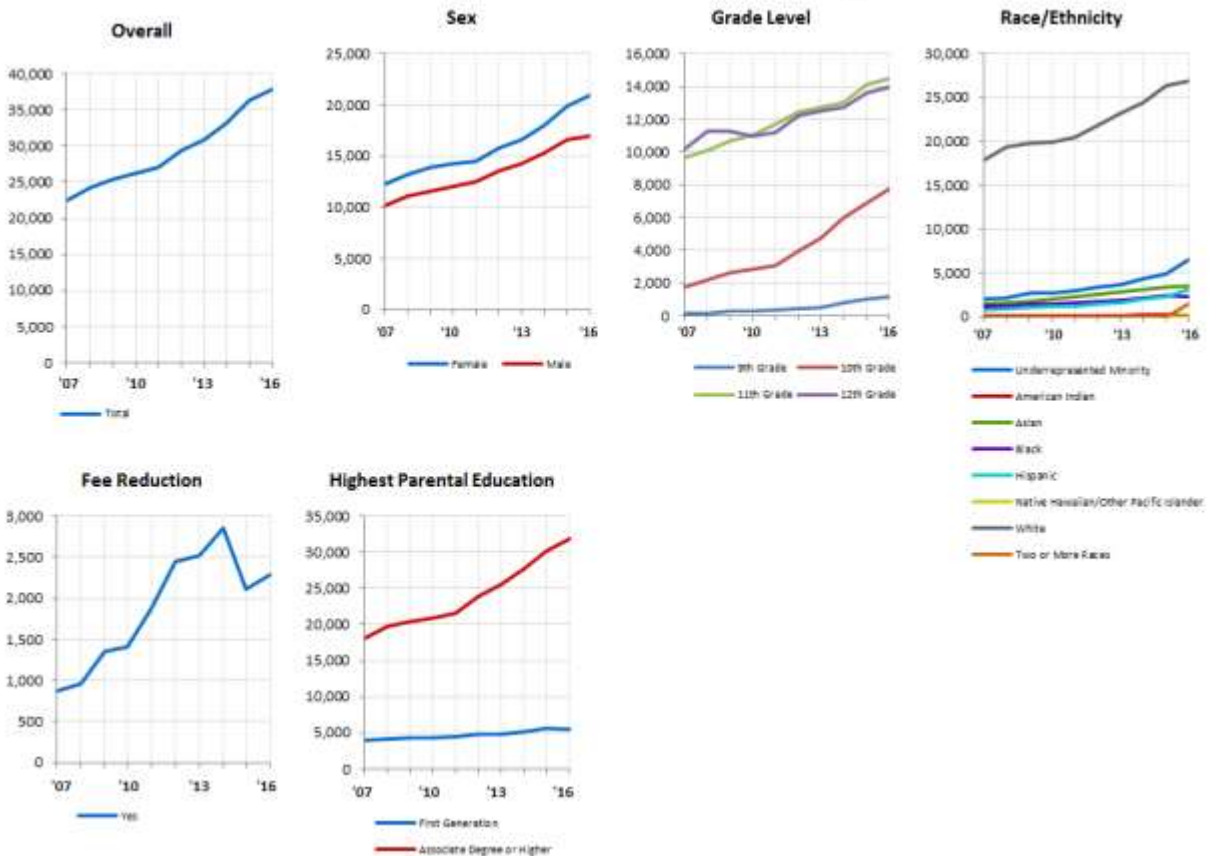 Overall
40,000
35,000
30,000
25,000
20,000
15,000
10,000
5,000
0
'07 '10 '13 '16
Total
Sex
25,000
20,000
15,000
10,000
5,000
0
'07 '10 '13 '16
Female Male
Grade Level
16,000
14,000
12,000
10,000
8,000
6,000
4,000
2,000
0
'07 '10 '13 '16
9th Grade 10th Grade
11th Grade 12th Grade
Race/Ethnicity
30,000
25,000
20,000
15,000
10,000
5,000
0
'07 '10 '13 '16
Underrepresented Minority
American Indian
Asian
Black
Hispanic
Native Hawaiian/Other Pacific Islander
White
Two or More Races
Fee Reduction
3,000
2,500
2,000
1,500
1,000
500
0
'07 '10 '13 '16
Yes
Highest Parental Education
35,000
30,000
25,000
20,000
15,000
10,000
5,000
0
'07 '10 '13 '16
First Generation
Associate Degree or Higher